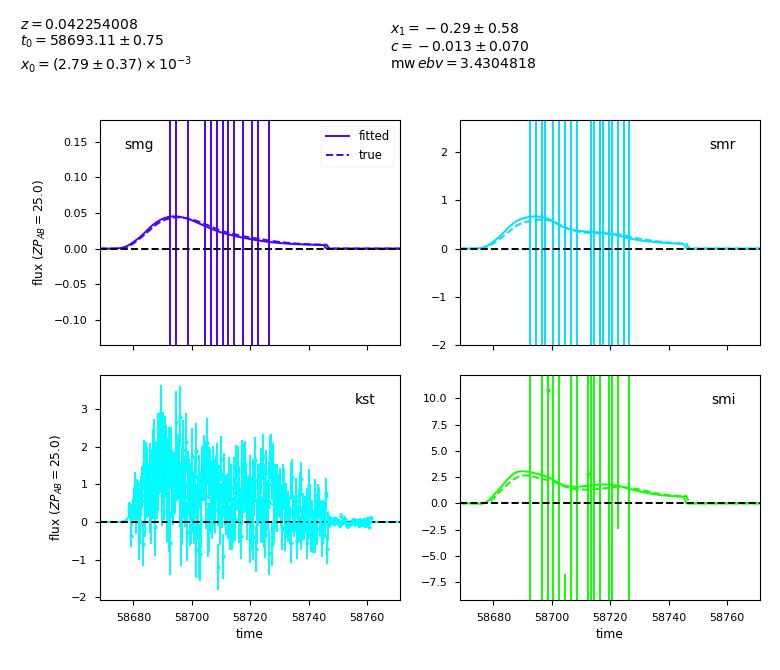 z = 0.042254008
t0 = 58693.11 ± 0.75
x0 = (2.79 ± 0.37) × 10^−3
x1 = −0.29 ± 0.58
c = −0.013 ± 0.070
mw ebv = 3.4304818
smg
fitted
true
0.15
0.10
0.05
0.00
−0.05
−0.10
flux (ZP_AB = 25.0)
smr
2
1
0
−1
−2
kst
3
2
1
0
−1
−2
flux (ZP_AB = 25.0)
58680 58700 58720 58740 58760
time
smi
10.0
7.5
5.0
2.5
0.0
−2.5
−5.0
−7.5
58680 58700 58720 58740 58760
time